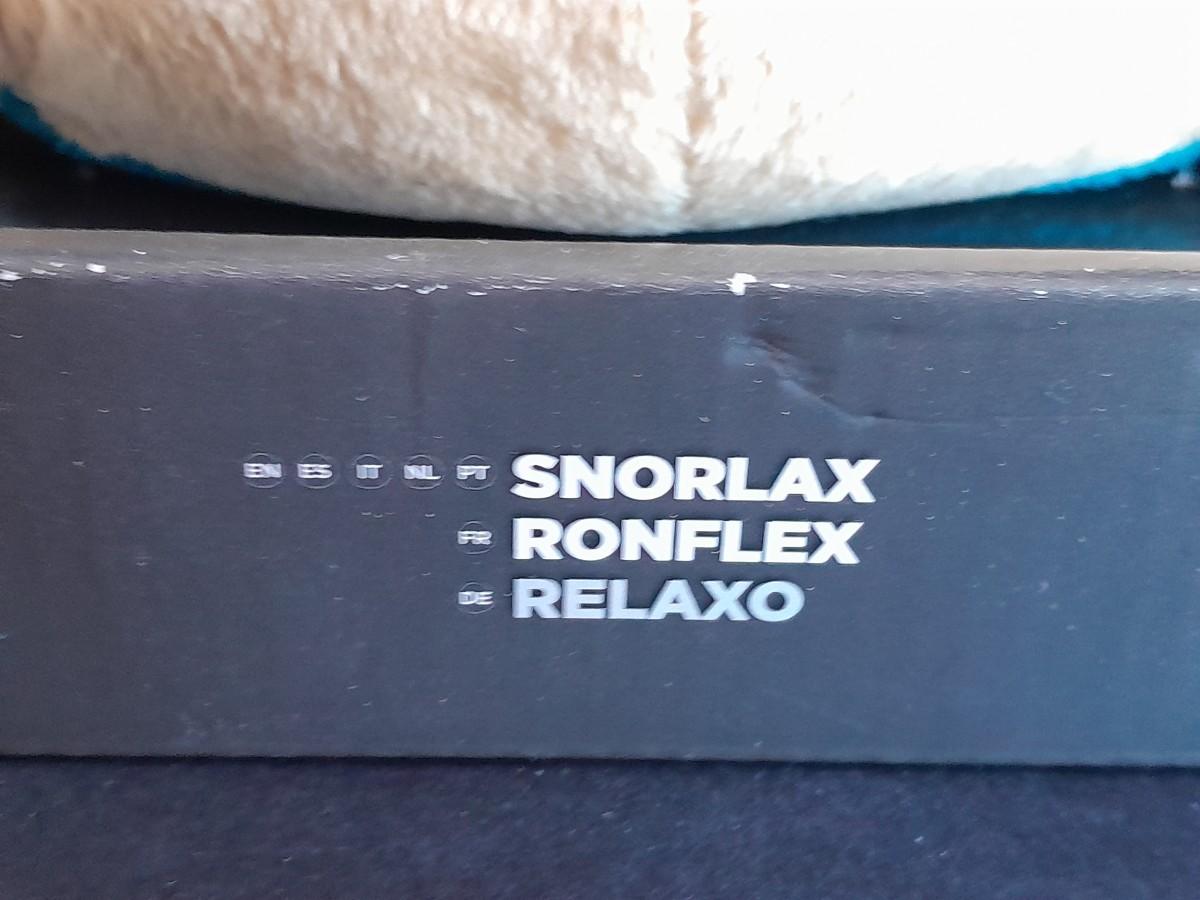 EN ES IT NL PT SNORLAX
FR RONFLEX
DE RELAXO